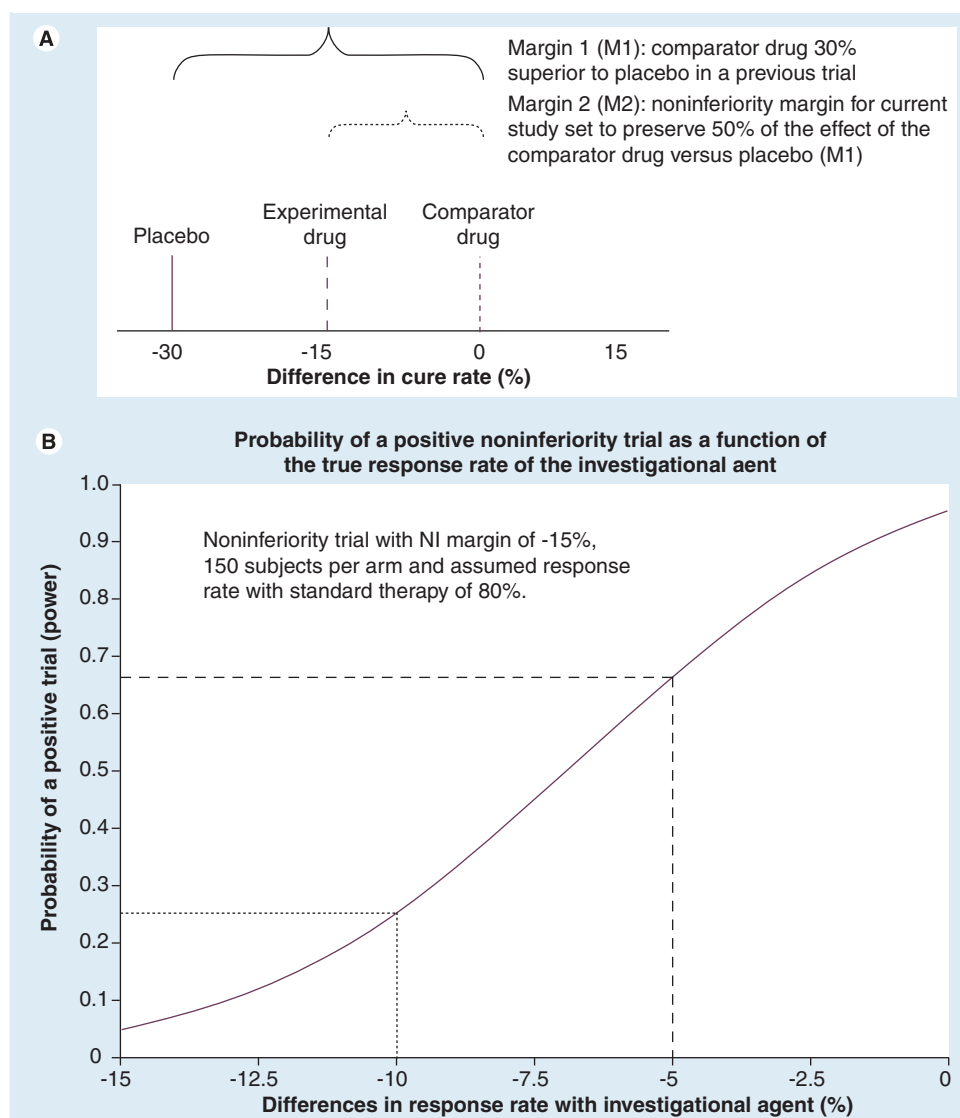 A
Margin 1 (M1): comparator drug 30%
superior to placebo in a previous trial
Margin 2 (M2): noninferiority margin for current
study set to preserve 50% of the effect of the
comparator drug versus placebo (M1)
Placebo
Experimental
drug
Comparator
drug
-30 -15 0 15
Difference in cure rate (%)
B
Probability of a positive noninferiority trial as a function of
the true response rate of the investigational aent
Noninferiority trial with NI margin of -15%,
150 subjects per arm and assumed response
rate with standard therapy of 80%.
Probability of a positive trial (power)
1.0
0.9
0.8
0.7
0.6
0.5
0.4
0.3
0.2
0.1
0
-15 -12.5 -10 -7.5 -5 -2.5 0
Differences in response rate with investigational agent (%)